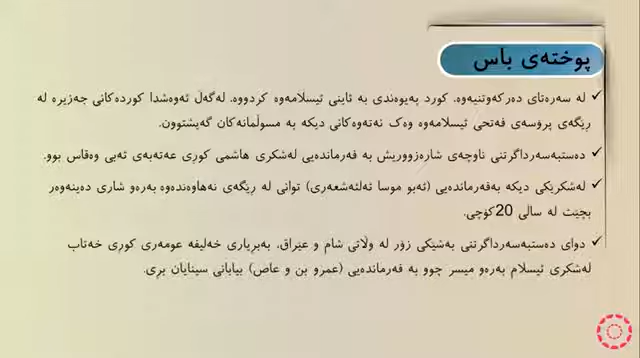 پوختەی باس
لە سەرەتای دەرکەوتنیەوە، کورد پەیوەندی بە ئاینی ئیسلامەوە کردووە. لەگەڵ ئەوەشدا کوردەکانی جەزیرە لە
ڕێگەی پرۆسەی فەتحی ئیسلامەوە وەک نەتەوەکانی دیکە بە مسوڵمانەکان گەیشتوون.
دەستبەسەرداگرتنی ناوچەی شارەزووریش بە فەرماندەیی لەشکری هاشمی کوڕی عەتەبەی ئەبی وەقاس بوو.
لەشکرێکی دیکە بەفەرماندەیی (ئەبو موسا ئەلئەشعەری) توانی لە ڕێگەی نەهاوەندەوە بەرەو شاری دەینەوەر
بچێت لە ساڵی 20کۆچی.
دوای دەستبەسەرداگرتنی بەشێکی زۆر لە وڵاتی شام و عێراق، بەبڕیاری خەلیفە عومەری کوڕی خەتاب
لەشکری ئیسلام بەرەو میسر چوو بە فەرماندەیی (عمرو بن و عاص) بیابانی سینایان بڕی.